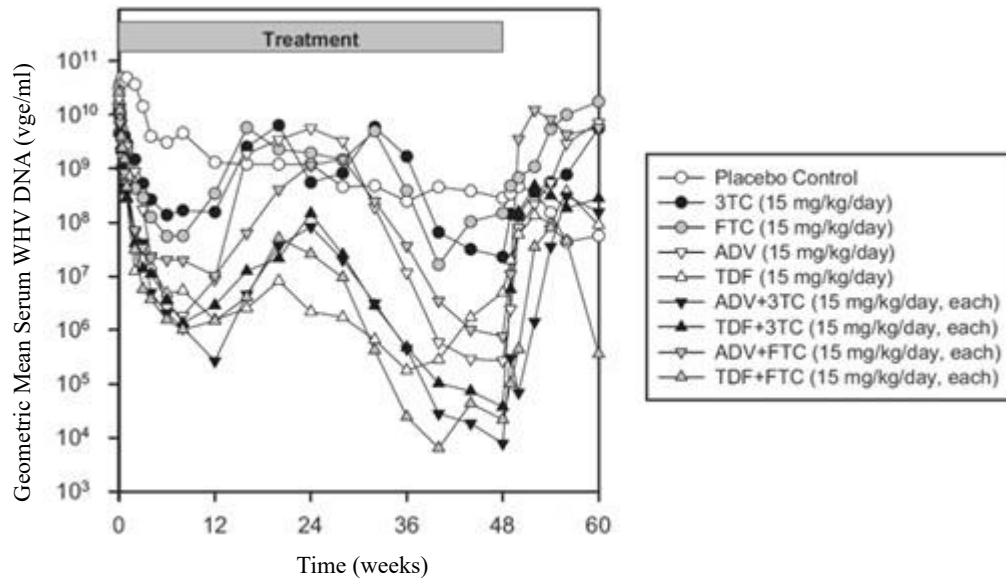 Treatment
Geometric Mean Serum WHV DNA (vge/ml)
10¹¹
10¹⁰
10⁹
10⁸
10⁷
10⁶
10⁵
10⁴
10³
0 12 24 36 48 60
Time (weeks)
Placebo Control
3TC (15 mg/kg/day)
FTC (15 mg/kg/day)
ADV (15 mg/kg/day)
TDF (15 mg/kg/day)
ADV+3TC (15 mg/kg/day, each)
TDF+3TC (15 mg/kg/day, each)
ADV+FTC (15 mg/kg/day, each)
TDF+FTC (15 mg/kg/day, each)